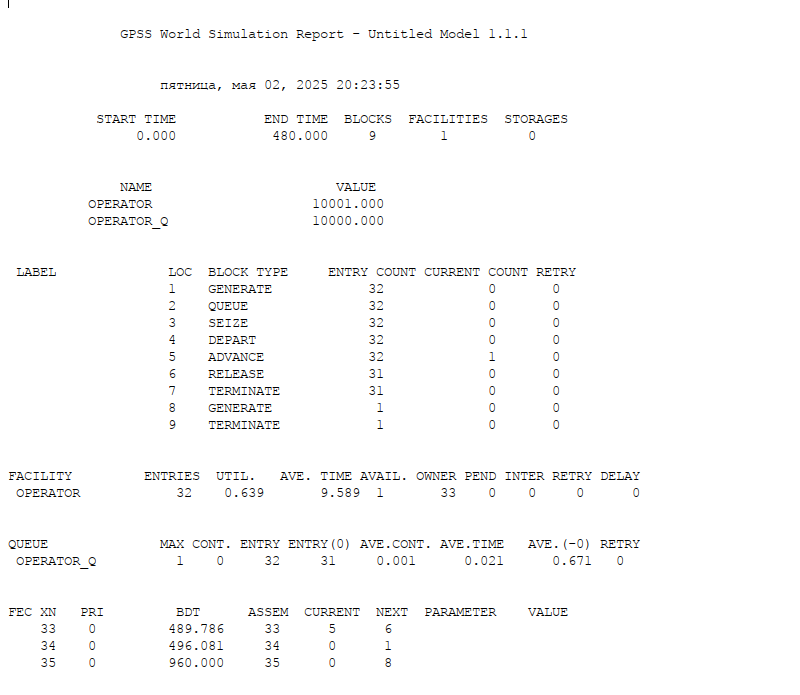 GPSS World Simulation Report - Untitled Model 1.1.1
пятница, мая 02, 2025 20:23:55
START TIME END TIME BLOCKS FACILITIES STORAGES
0.000 480.000 9 1 0
NAME VALUE
OPERATOR 10001.000
OPERATOR_Q 10000.000
LABEL LOC BLOCK TYPE ENTRY COUNT CURRENT COUNT RETRY
1 GENERATE 32 0 0
2 QUEUE 32 0 0
3 SEIZE 32 0 0
4 DEPART 32 0 0
5 ADVANCE 32 1 0
6 RELEASE 31 0 0
7 TERMINATE 31 0 0
8 GENERATE 1 0 0
9 TERMINATE 1 0 0
FACILITY ENTRIES UTIL. AVE. TIME AVAIL. OWNER PEND INTER RETRY DELAY
OPERATOR 32 0.639 9.589 1 33 0 0 0 0
QUEUE MAX CONT. ENTRY ENTRY(0) AVE.CONT. AVE.TIME AVE.(-0) RETRY
OPERATOR_Q 1 0 32 31 0.001 0.021 0.671 0
FEC XN PRI BDT ASSEM CURRENT NEXT PARAMETER VALUE
33 0 489.786 33 5 6
34 0 496.081 34 0 1
35 0 960.000 35 0 8